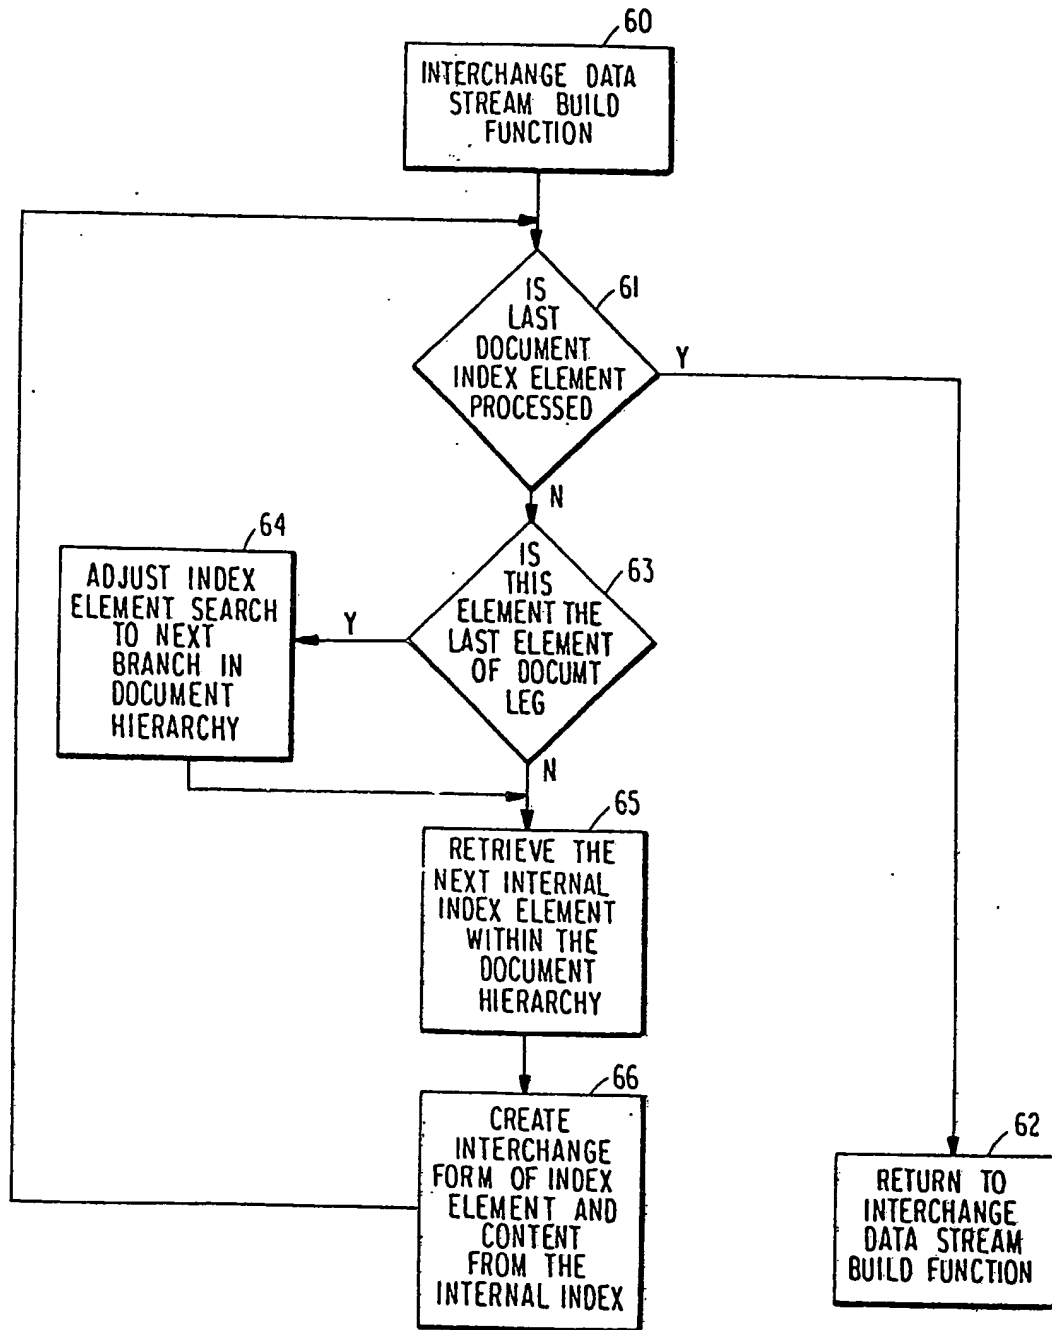 60
INTERCHANGE DATA
STREAM BUILD
FUNCTION
61
IS
LAST
DOCUMENT
INDEX ELEMENT
PROCESSED
Y
N
64
ADJUST INDEX
ELEMENT SEARCH
TO NEXT
BRANCH IN
DOCUMENT
HIERARCHY
63
IS
THIS
ELEMENT THE
LAST ELEMENT
OF DOCUMT
LEG
Y
N
65
RETRIEVE THE
NEXT INTERNAL
INDEX ELEMENT
WITHIN THE
DOCUMENT
HIERARCHY
66
CREATE
INTERCHANGE
FORM OF INDEX
ELEMENT AND
CONTENT
FROM THE
INTERNAL INDEX
62
RETURN TO
INTERCHANGE
DATA STREAM
BUILD FUNCTION